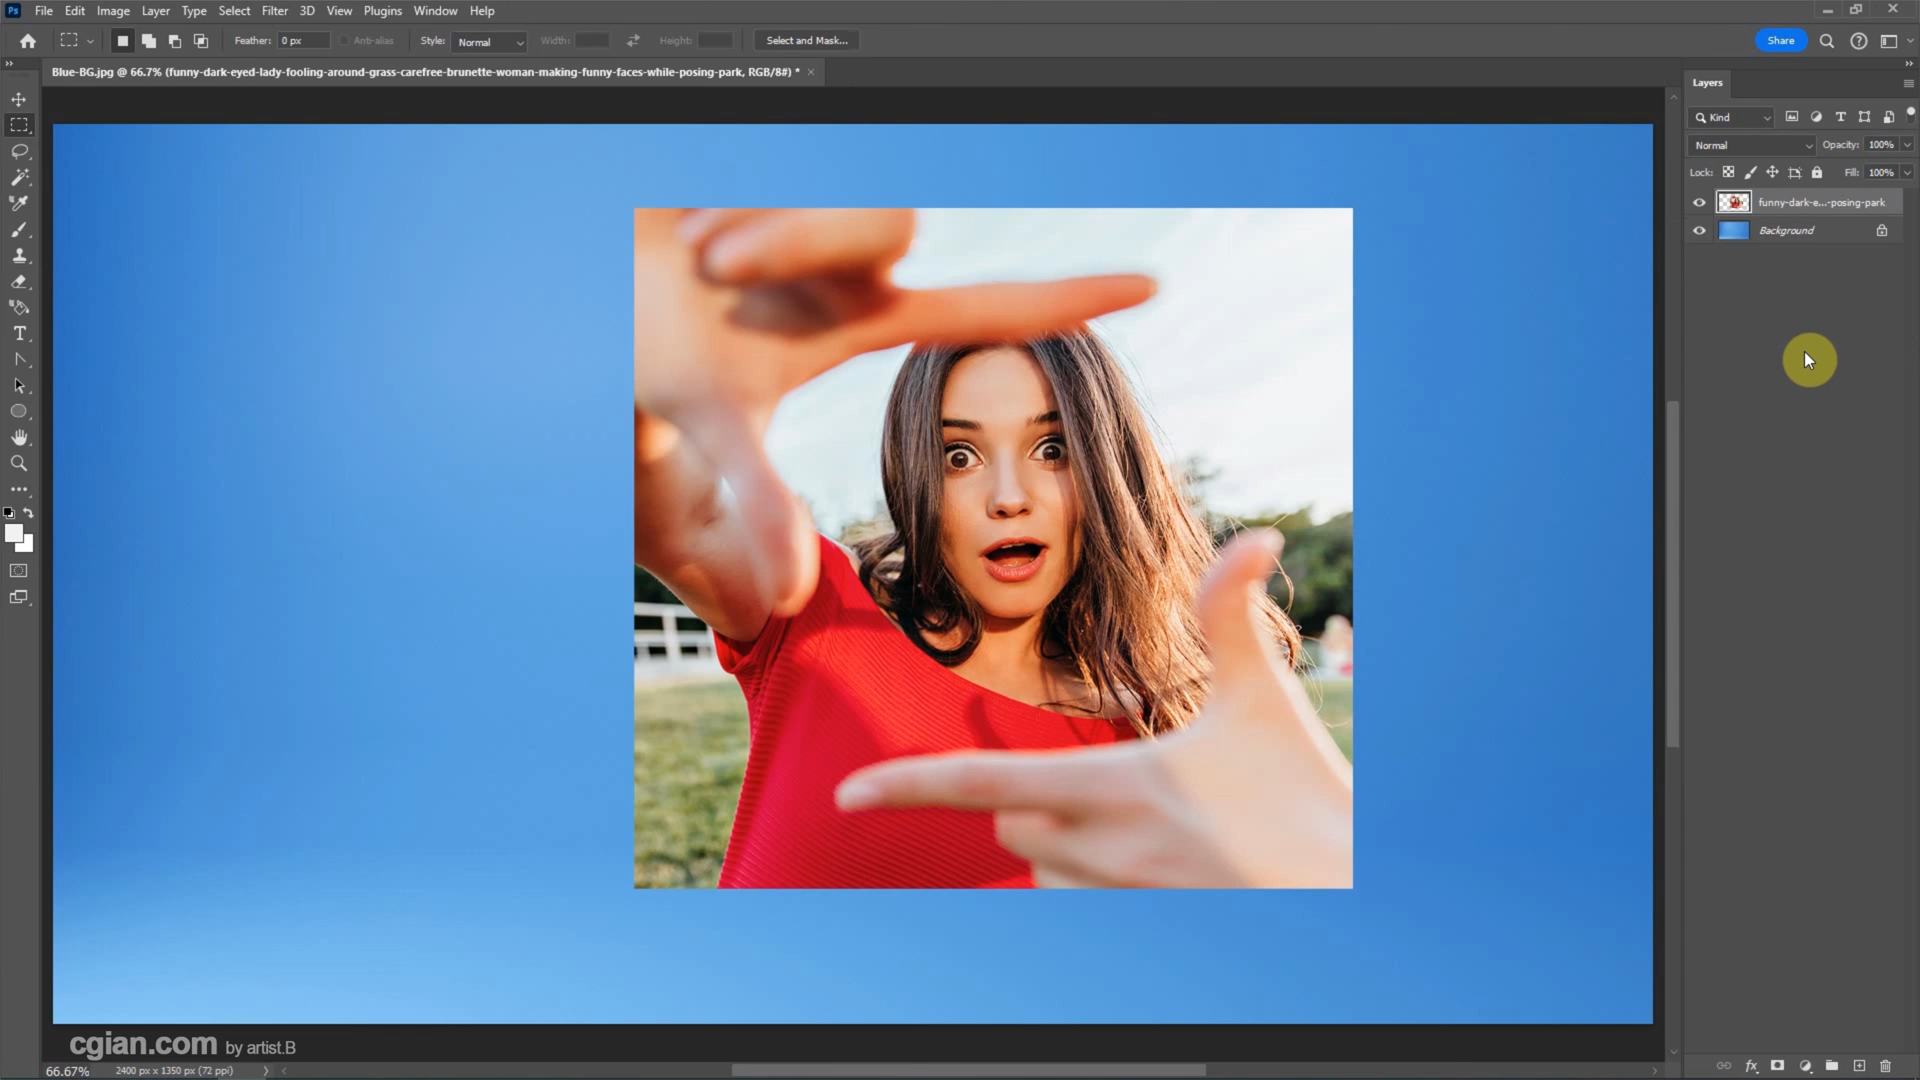 Ps File Edit Image Layer Type Select Filter 3D View Plugins Window Help
Feather: 0 px Anti-alias Style: Normal Width: Height: Select and Mask... Share
Blue-BG.jpg @ 66.7% (funny-dark-eyed-lady-fooling-around-grass-carefree-brunette-woman-making-funny-faces-while-posing-park, RGB/8#) *
Layers
Kind
Normal Opacity: 100%
Lock: Fill: 100%
funny-dark-e...-posing-park
Background
cgian.com by artist.B
66.67% 2400 px x 1350 px (72 ppi)